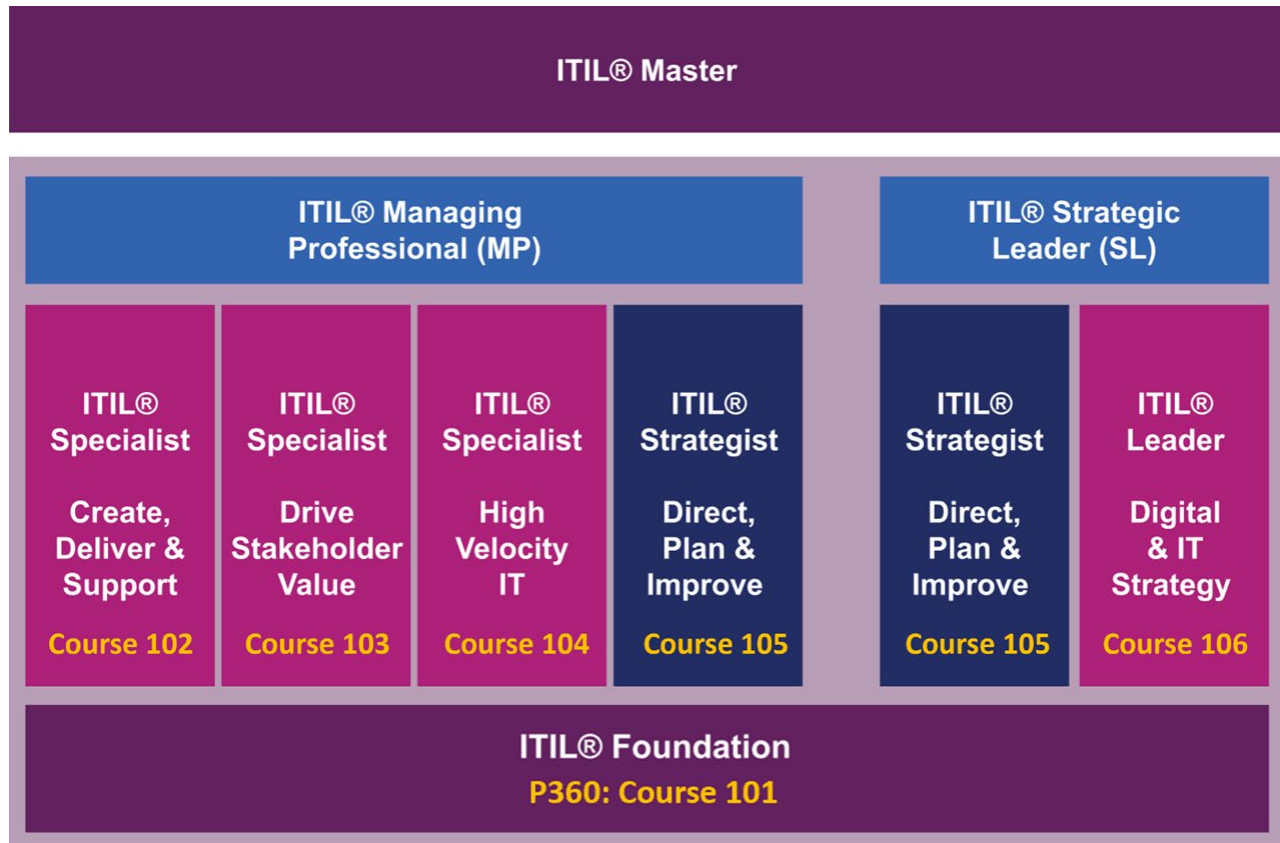 ITIL® Master
ITIL® Managing
Professional (MP)
ITIL® Strategic
Leader (SL)
ITIL®
Specialist
Create,
Deliver &
Support
Course 102
ITIL®
Specialist
Drive
Stakeholder
Value
Course 103
ITIL®
Specialist
High
Velocity
IT
Course 104
ITIL®
Strategist
Direct,
Plan &
Improve
Course 105
ITIL®
Strategist
Direct,
Plan &
Improve
Course 105
ITIL®
Leader
Digital
& IT
Strategy
Course 106
ITIL® Foundation
P360: Course 101